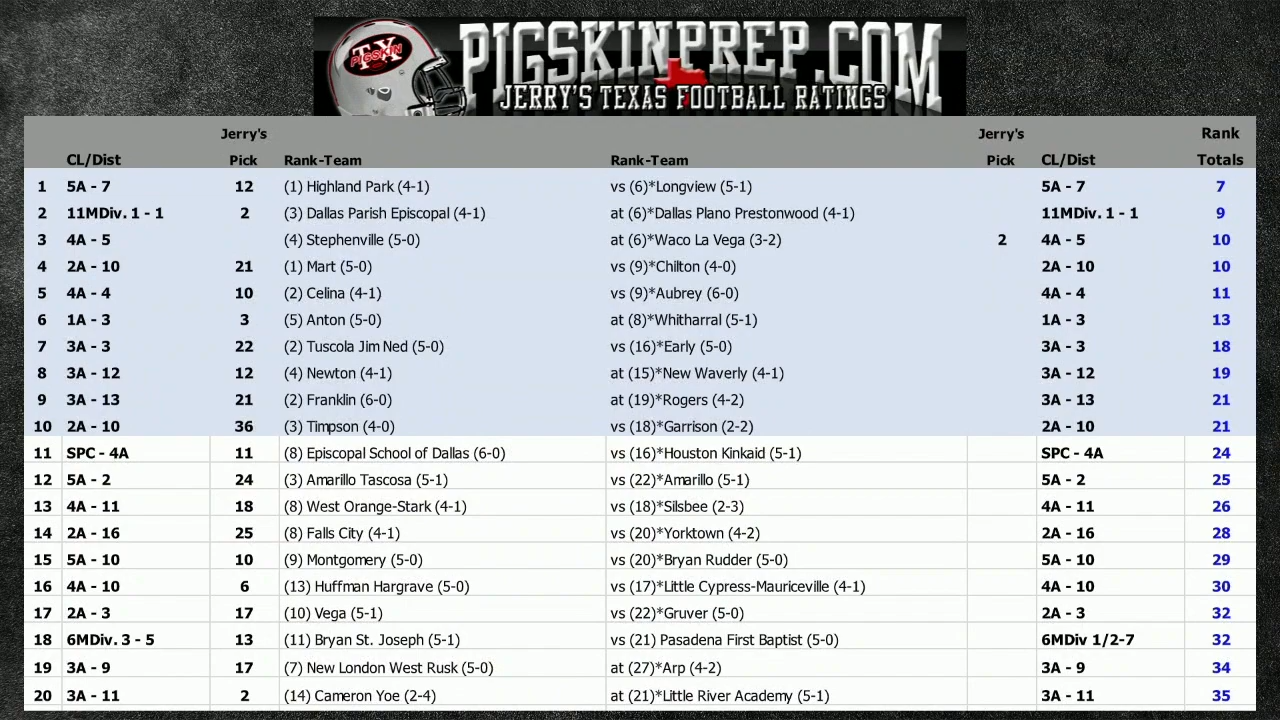 TX
PIGSKIN
PIGSKINPREP.COM
JERRY'S TEXAS FOOTBALL RATINGS
Jerry's Jerry's Rank
CL/Dist Pick Rank-Team Rank-Team Pick CL/Dist Totals
1 5A - 7 12 (1) Highland Park (4-1) vs (6)*Longview (5-1) 5A - 7 7
2 11MDiv. 1 - 1 2 (3) Dallas Parish Episcopal (4-1) at (6)*Dallas Plano Prestonwood (4-1) 11MDiv. 1 - 1 9
3 4A - 5 (4) Stephenville (5-0) at (6)*Waco La Vega (3-2) 2 4A - 5 10
4 2A - 10 21 (1) Mart (5-0) vs (9)*Chilton (4-0) 2A - 10 10
5 4A - 4 10 (2) Celina (4-1) vs (9)*Aubrey (6-0) 4A - 4 11
6 1A - 3 3 (5) Anton (5-0) at (8)*Whitharral (5-1) 1A - 3 13
7 3A - 3 22 (2) Tuscola Jim Ned (5-0) vs (16)*Early (5-0) 3A - 3 18
8 3A - 12 12 (4) Newton (4-1) at (15)*New Waverly (4-1) 3A - 12 19
9 3A - 13 21 (2) Franklin (6-0) at (19)*Rogers (4-2) 3A - 13 21
10 2A - 10 36 (3) Timpson (4-0) vs (18)*Garrison (2-2) 2A - 10 21
11 SPC - 4A 11 (8) Episcopal School of Dallas (6-0) vs (16)*Houston Kinkaid (5-1) SPC - 4A 24
12 5A - 2 24 (3) Amarillo Tascosa (5-1) vs (22)*Amarillo (5-1) 5A - 2 25
13 4A - 11 18 (8) West Orange-Stark (4-1) vs (18)*Silsbee (2-3) 4A - 11 26
14 2A - 16 25 (8) Falls City (4-1) vs (20)*Yorktown (4-2) 2A - 16 28
15 5A - 10 10 (9) Montgomery (5-0) vs (20)*Bryan Rudder (5-0) 5A - 10 29
16 4A - 10 6 (13) Huffman Hargrave (5-0) vs (17)*Little Cypress-Mauriceville (4-1) 4A - 10 30
17 2A - 3 17 (10) Vega (5-1) vs (22)*Gruver (5-0) 2A - 3 32
18 6MDiv. 3 - 5 13 (11) Bryan St. Joseph (5-1) vs (21) Pasadena First Baptist (5-0) 6MDiv 1/2-7 32
19 3A - 9 17 (7) New London West Rusk (5-0) at (27)*Arp (4-2) 3A - 9 34
20 3A - 11 2 (14) Cameron Yoe (2-4) at (21)*Little River Academy (5-1) 3A - 11 35